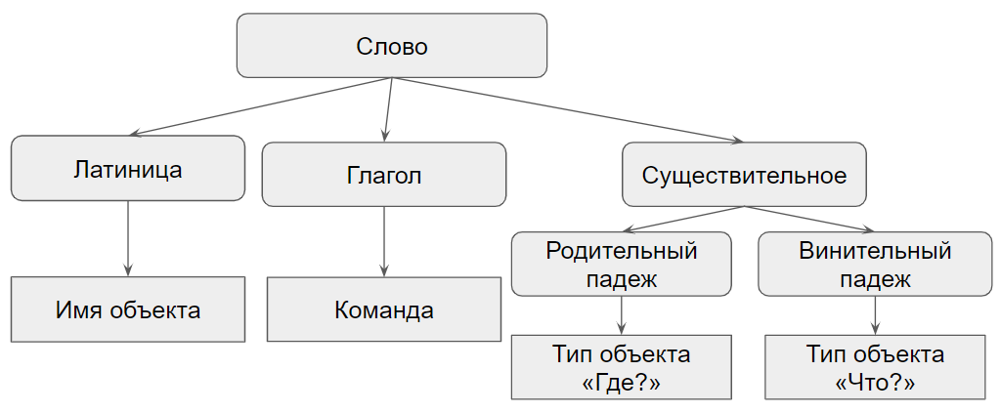 Слово
Латиница
Глагол
Существительное
Родительный
падеж
Винительный
падеж
Имя объекта
Команда
Тип объекта
«Где?»
Тип объекта
«Что?»